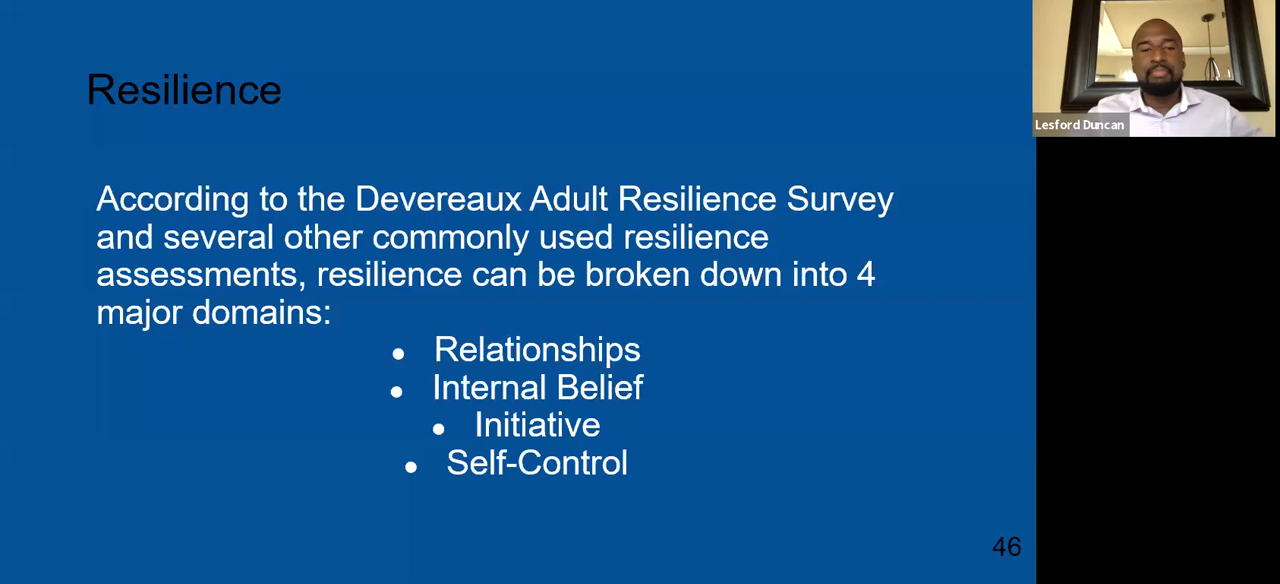 Resilience
Lesford Duncan
According to the Devereaux Adult Resilience Survey
and several other commonly used resilience
assessments, resilience can be broken down into 4
major domains:
● Relationships
● Internal Belief
● Initiative
● Self-Control
46